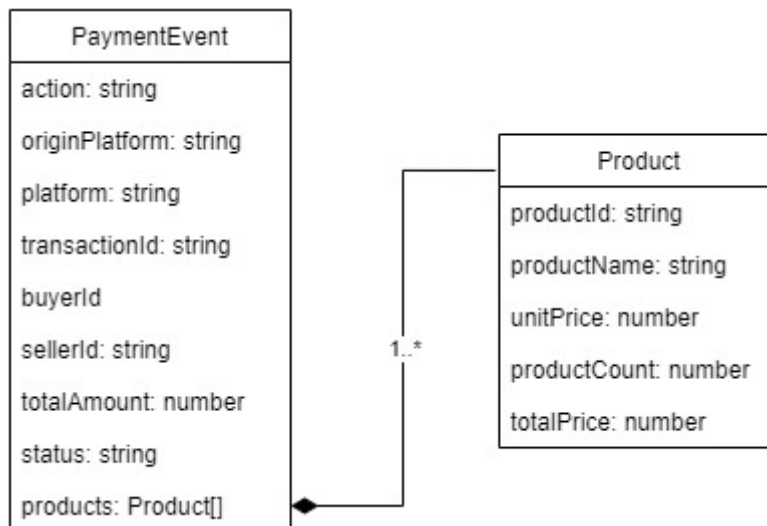 PaymentEvent
action: string
originPlatform: string
platform: string
transactionId: string
buyerId
sellerId: string
totalAmount: number
status: string
products: Product[]
1..*
Product
productId: string
productName: string
unitPrice: number
productCount: number
totalPrice: number